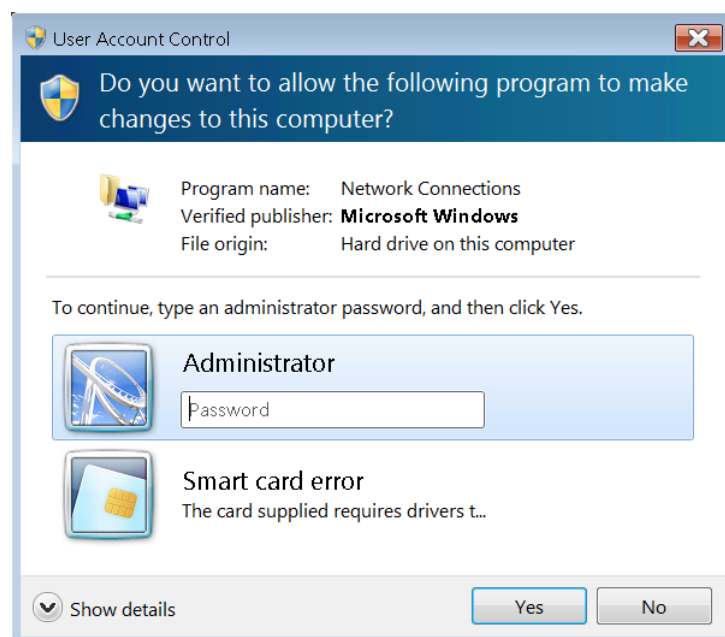 User Account Control
Do you want to allow the following program to make
changes to this computer?
Program name: Network Connections
Verified publisher: Microsoft Windows
File origin: Hard drive on this computer
To continue, type an administrator password, and then click Yes.
Administrator
Password
Smart card error
The card supplied requires drivers t...
Show details
Yes
No